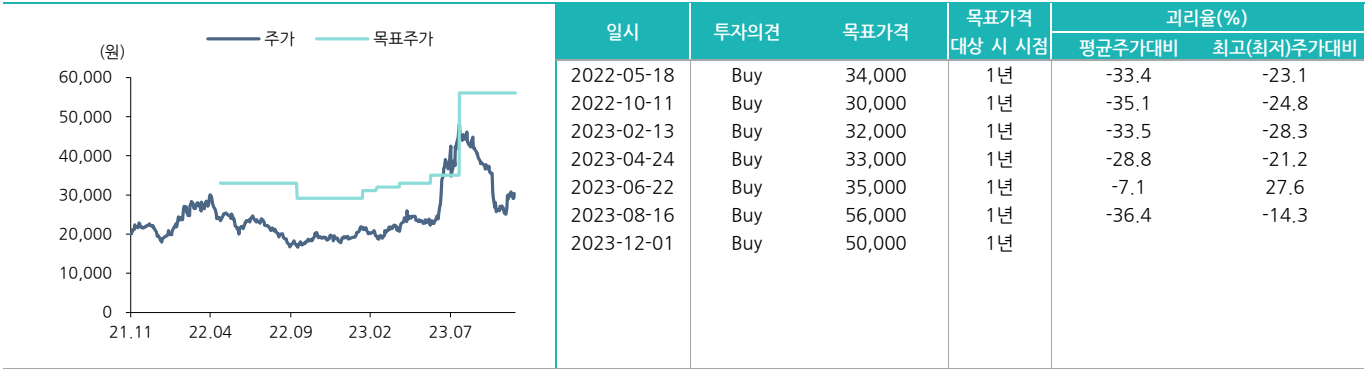 주가 목표주가
(원)
60,000
50,000
40,000
30,000
20,000
10,000
0
21.11 22.04 22.09 23.02 23.07
일시 투자의견 목표가격 목표가격 대상 시 시점 괴리율(%)
평균주가대비 최고(최저)주가대비
2022-05-18 Buy 34,000 1년 -33.4 -23.1
2022-10-11 Buy 30,000 1년 -35.1 -24.8
2023-02-13 Buy 32,000 1년 -33.5 -28.3
2023-04-24 Buy 33,000 1년 -28.8 -21.2
2023-06-22 Buy 35,000 1년 -7.1 27.6
2023-08-16 Buy 56,000 1년 -36.4 -14.3
2023-12-01 Buy 50,000 1년